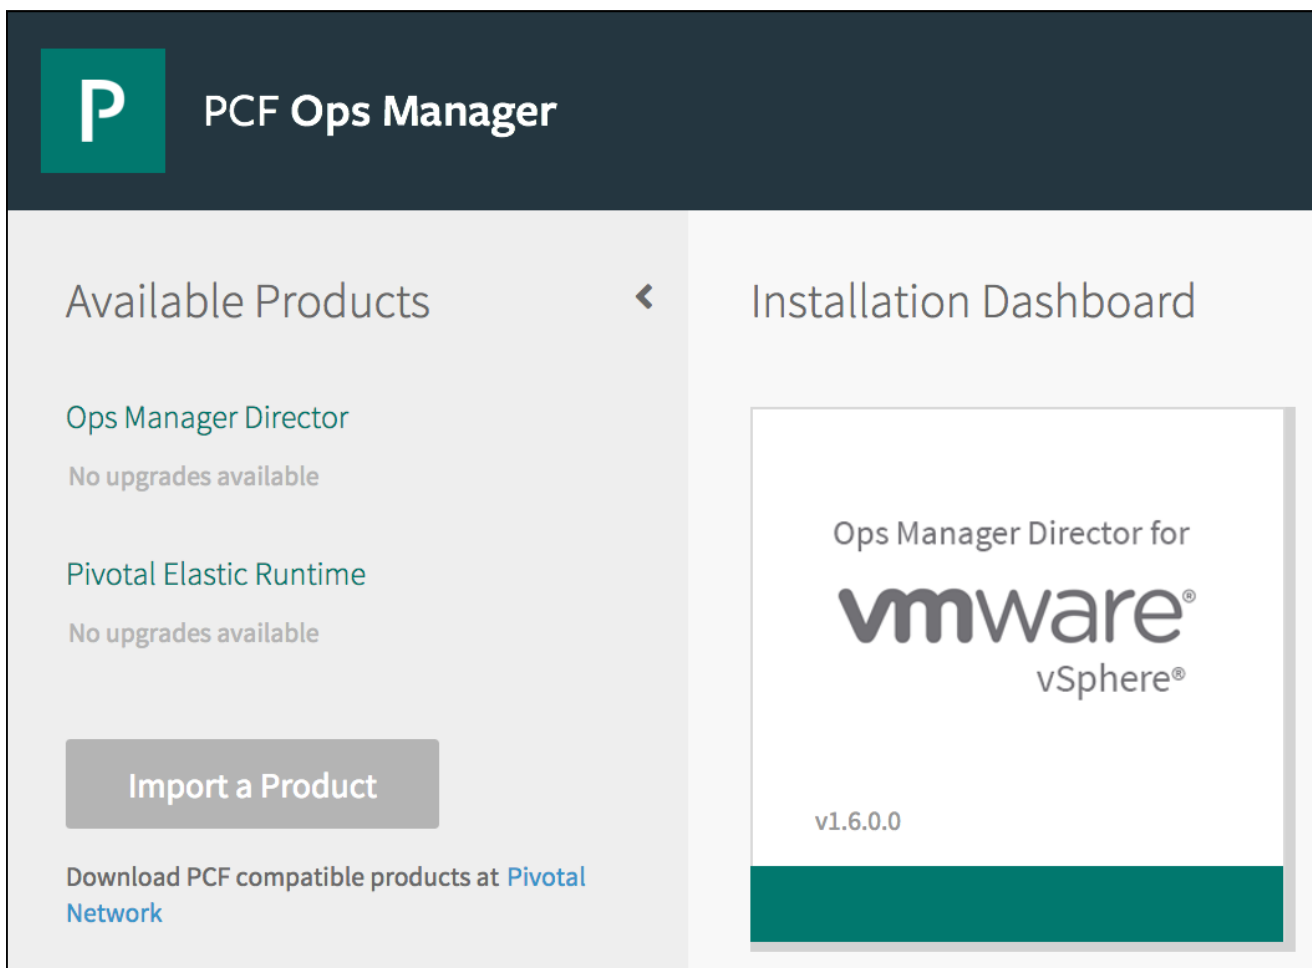 P
PCF Ops Manager
Available Products
Ops Manager Director
No upgrades available
Pivotal Elastic Runtime
No upgrades available
Import a Product
Download PCF compatible products at Pivotal
Network
Installation Dashboard
Ops Manager Director for
vmware®
vSphere®
v1.6.0.0